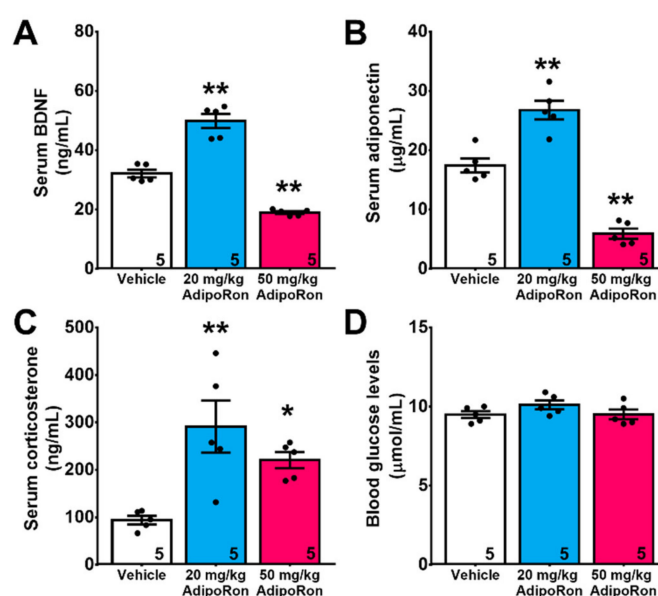 A
Serum BDNF
(ng/mL)
80
60
40
20
0
**
**
5
5
5
Vehicle
20 mg/kg
AdipoRon
50 mg/kg
AdipoRon
B
Serum adiponectin
(μg/mL)
40
30
20
10
0
**
**
5
5
5
Vehicle
20 mg/kg
AdipoRon
50 mg/kg
AdipoRon
C
Serum corticosterone
(ng/mL)
500
400
300
200
100
0
**
*
5
5
5
Vehicle
20 mg/kg
AdipoRon
50 mg/kg
AdipoRon
D
Blood glucose levels
(μmol/mL)
15
10
5
0
5
5
5
Vehicle
20 mg/kg
AdipoRon
50 mg/kg
AdipoRon